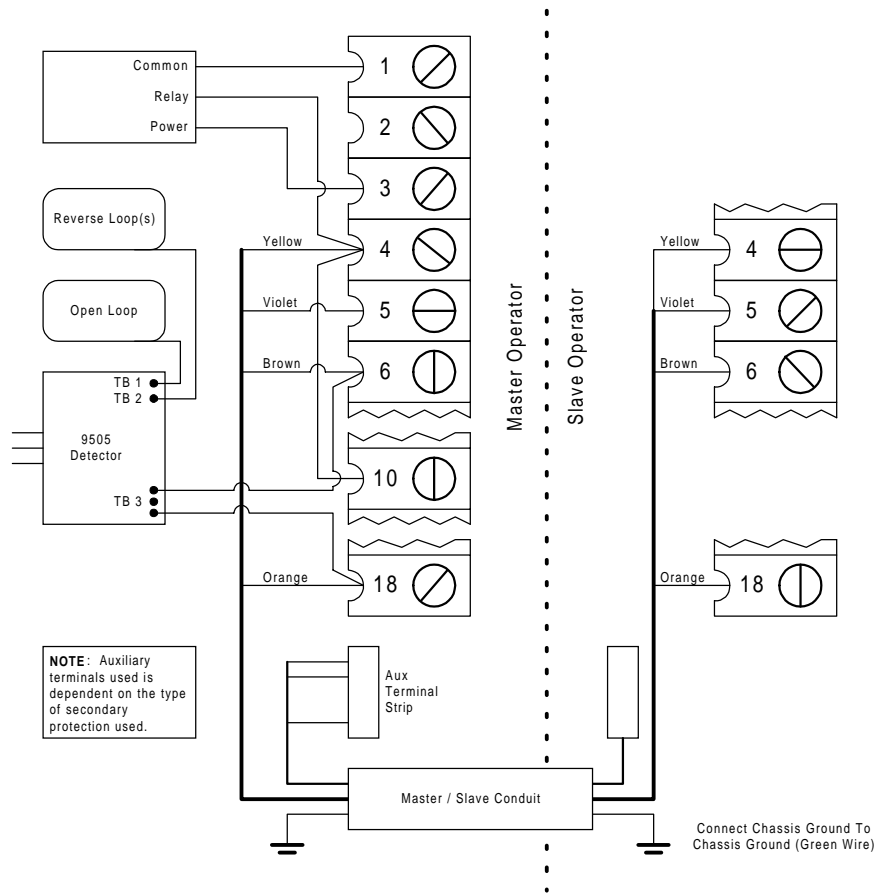 Common
Relay
Power
1
2
3
Reverse Loop(s)
Yellow
4
Violet
5
Brown
6
Open Loop
TB 1
TB 2
9505
Detector
TB 3
10
Orange
18
Master Operator
Slave Operator
Yellow
4
Violet
5
Brown
6
Orange
18
NOTE: Auxiliary
terminals used is
dependent on the type
of secondary
protection used.
Aux
Terminal
Strip
Master / Slave Conduit
Connect Chassis Ground To
Chassis Ground (Green Wire)